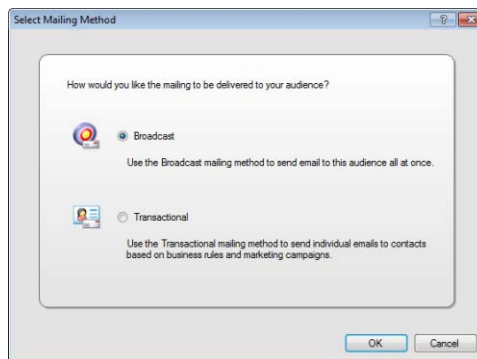 Select Mailing Method
How would you like the mailing to be delivered to your audience?
Broadcast
Use the Broadcast mailing method to send email to this audience all at once.
Transactional
Use the Transactional mailing method to send individual emails to contacts
based on business rules and marketing campaigns.
OK
Cancel